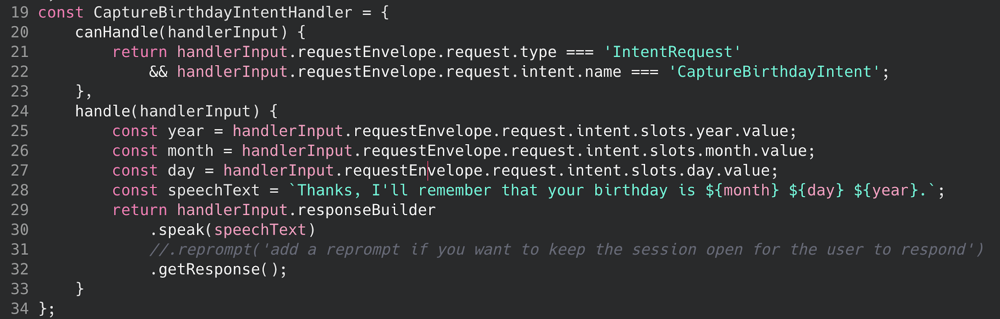 19 const CaptureBirthdayIntentHandler = {
20     canHandle(handlerInput) {
21         return handlerInput.requestEnvelope.request.type === 'IntentRequest'
22             && handlerInput.requestEnvelope.request.intent.name === 'CaptureBirthdayIntent';
23     },
24     handle(handlerInput) {
25         const year = handlerInput.requestEnvelope.request.intent.slots.year.value;
26         const month = handlerInput.requestEnvelope.request.intent.slots.month.value;
27         const day = handlerInput.requestEnvelope.request.intent.slots.day.value;
28         const speechText = `Thanks, I'll remember that your birthday is ${month} ${day} ${year}.`;
29         return handlerInput.responseBuilder
30             .speak(speechText)
31             //.reprompt('add a reprompt if you want to keep the session open for the user to respond')
32             .getResponse();
33     }
34 };